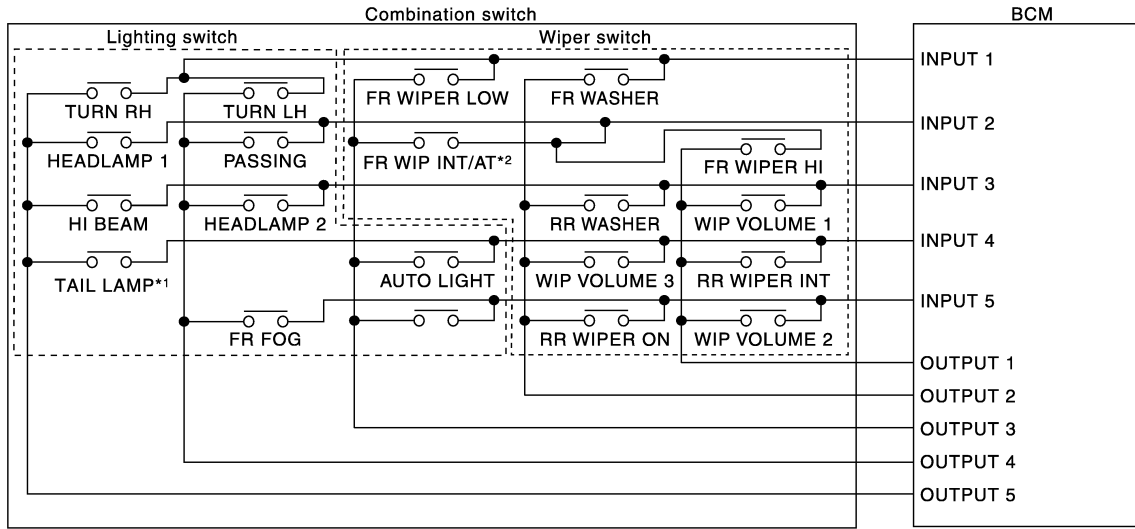 Combination switch
BCM
Lighting switch
Wiper switch
INPUT 1
TURN RH
TURN LH
FR WIPER LOW
FR WASHER
INPUT 2
HEADLAMP 1
PASSING
FR WIP INT/AT*2
FR WIPER HI
INPUT 3
HI BEAM
HEADLAMP 2
RR WASHER
WIP VOLUME 1
INPUT 4
TAIL LAMP*1
AUTO LIGHT
WIP VOLUME 3
RR WIPER INT
INPUT 5
FR FOG
RR WIPER ON
WIP VOLUME 2
OUTPUT 1
OUTPUT 2
OUTPUT 3
OUTPUT 4
OUTPUT 5